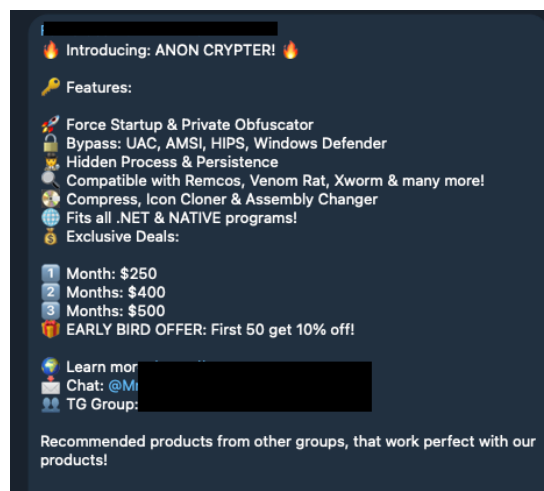 🔥 Introducing: ANON CRYPTER! 🔥
🔑 Features:
🚀 Force Startup & Private Obfuscator
🔒 Bypass: UAC, AMSI, HIPS, Windows Defender
Hidden Process & Persistence
🔍 Compatible with Remcos, Venom Rat, Xworm & many more!
📀 Compress, Icon Cloner & Assembly Changer
🌐 Fits all .NET & NATIVE programs!
💰 Exclusive Deals:
1️⃣ Month: $250
2️⃣ Months: $400
3️⃣ Months: $500
🎁 EARLY BIRD OFFER: First 50 get 10% off!
🌍 Learn mor
📩 Chat: @M
👥 TG Group:
Recommended products from other groups, that work perfect with our
products!